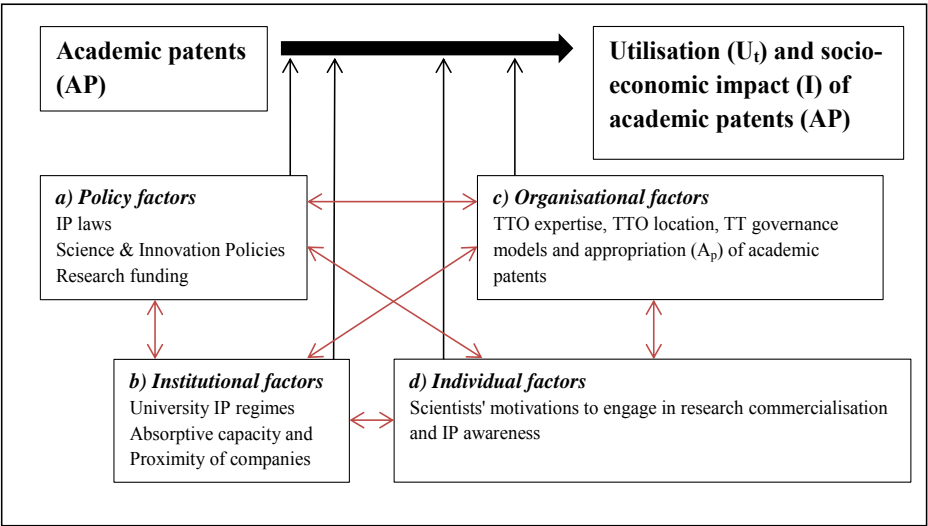 Academic patents
(AP)
Utilisation (Uₜ) and socio-
economic impact (I) of
academic patents (AP)
a) Policy factors
IP laws
Science & Innovation Policies
Research funding
c) Organisational factors
TTO expertise, TTO location, TT governance
models and appropriation (Aₚ) of academic
patents
b) Institutional factors
University IP regimes
Absorptive capacity and
Proximity of companies
d) Individual factors
Scientists' motivations to engage in research commercialisation
and IP awareness